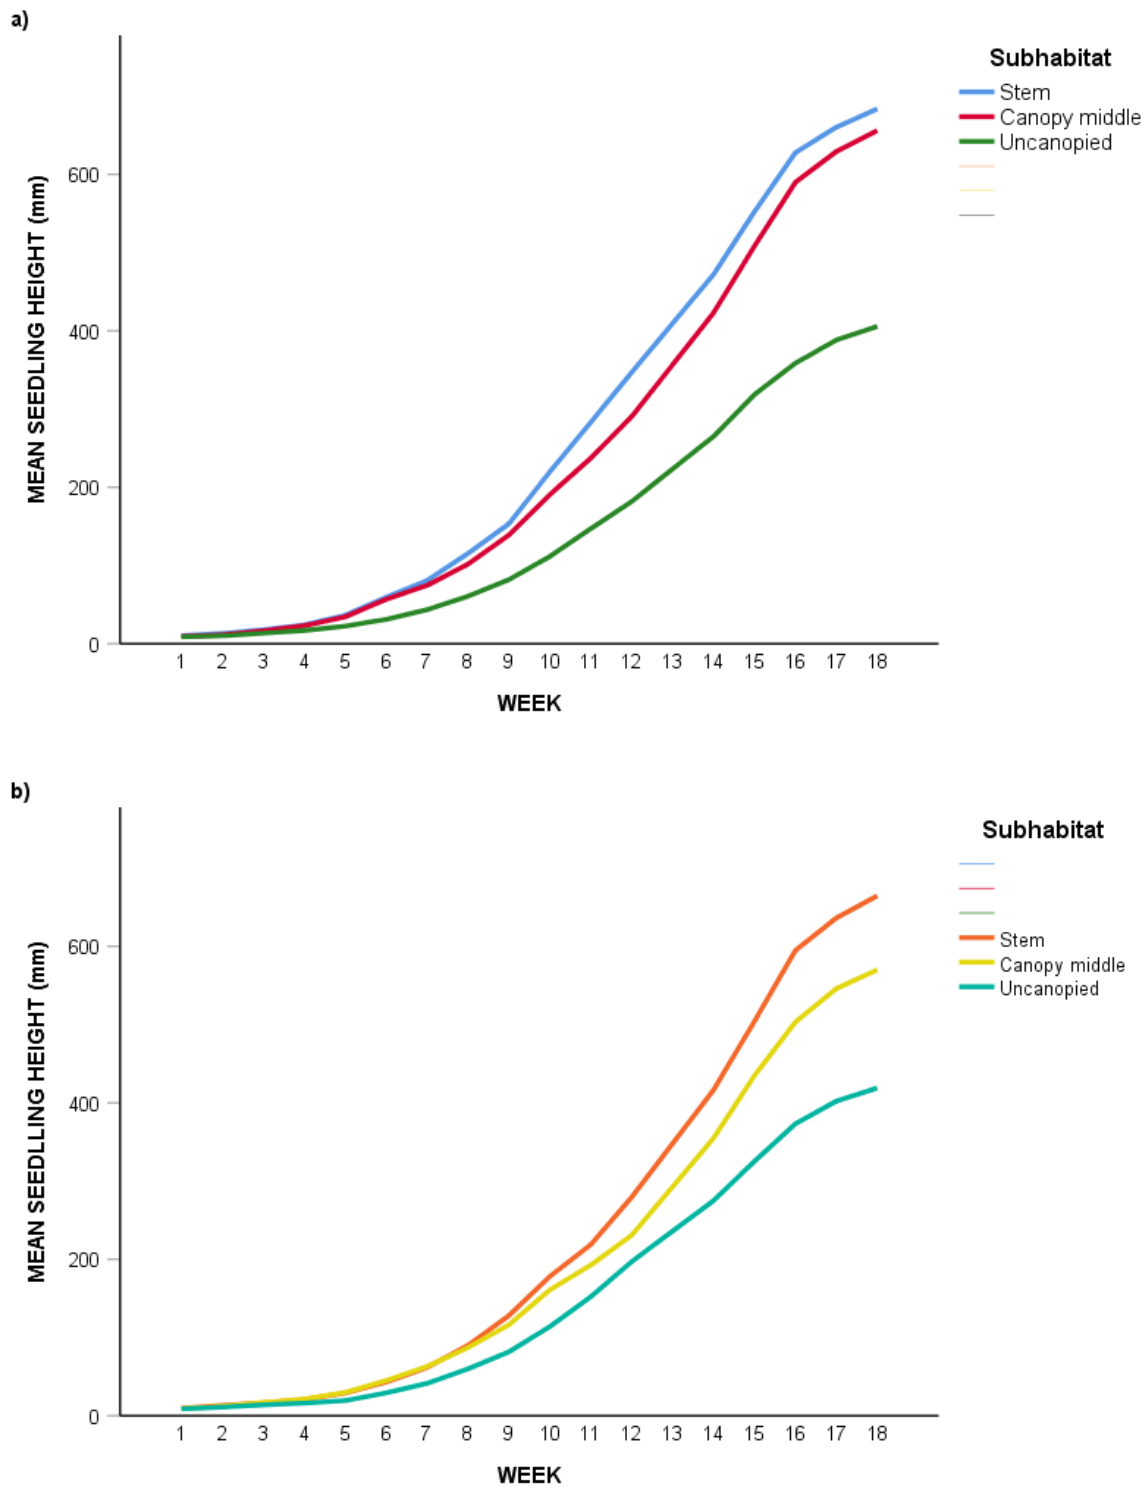 a)
Subhabitat
Stem
Canopy middle
Uncanopied
MEAN SEEDLING HEIGHT (mm)
600
400
200
0
1 2 3 4 5 6 7 8 9 10 11 12 13 14 15 16 17 18
WEEK
b)
Subhabitat
Stem
Canopy middle
Uncanopied
MEAN SEEDLLING HEIGHT (mm)
600
400
200
0
1 2 3 4 5 6 7 8 9 10 11 12 13 14 15 16 17 18
WEEK